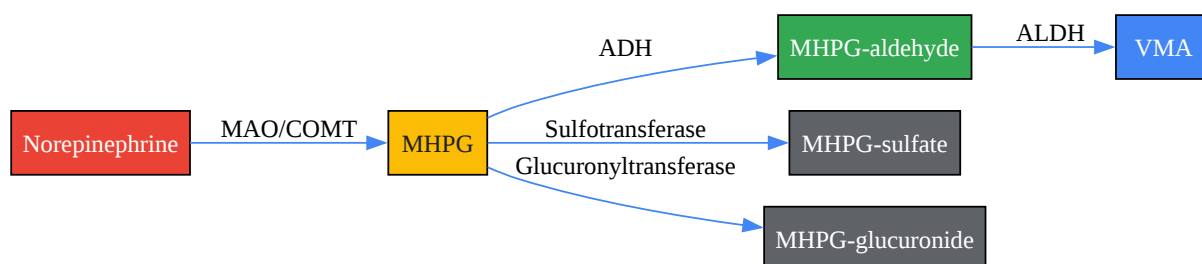 ADH
MHPG-aldehyde
ALDH
VMA
Norepinephrine
MAO/COMT
MHPG
Sulfotransferase
MHPG-sulfate
Glucuronyltransferase
MHPG-glucuronide